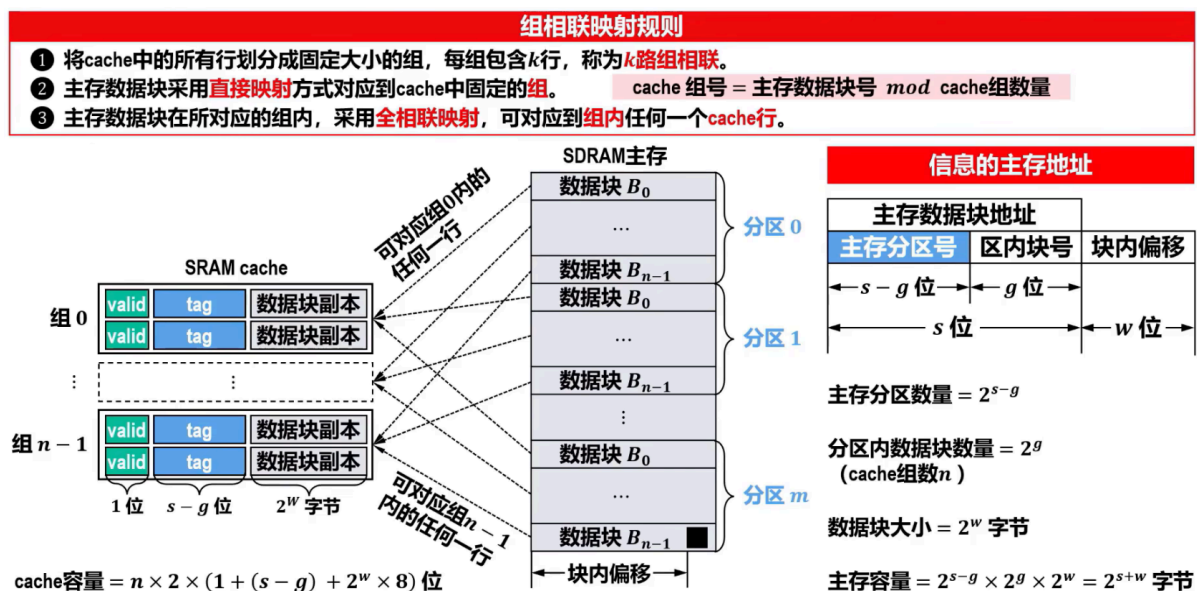 组相联映射规则
❶ 将cache中的所有行划分成固定大小的组，每组包含k行，称为k路组相联。
❷ 主存数据块采用直接映射方式对应到cache中固定的组。 cache 组号 = 主存数据块号 mod cache组数量
❸ 主存数据块在所对应的组内，采用全相联映射，可对应到组内任何一个cache行。
SRAM cache
组 0
valid tag 数据块副本
valid tag 数据块副本
⋮ ⋮
组 n − 1
valid tag 数据块副本
valid tag 数据块副本
1 位 s − g 位 2ᵂ 字节
cache容量 = n × 2 × (1 + (s − g) + 2ʷ × 8) 位
可对应组0内的
任何一行
可对应组n − 1
内的任何一行
SDRAM主存
数据块 B₀
...
数据块 Bₙ₋₁
分区 0
数据块 B₀
...
数据块 Bₙ₋₁
分区 1
⋮
数据块 B₀
...
数据块 Bₙ₋₁
分区 m
块内偏移
信息的主存地址
主存数据块地址
主存分区号 区内块号 块内偏移
s − g 位 g 位
s 位 w 位
主存分区数量 = 2ˢ⁻ᵍ
分区内数据块数量 = 2ᵍ
（cache组数n）
数据块大小 = 2ʷ 字节
主存容量 = 2ˢ⁻ᵍ × 2ᵍ × 2ʷ = 2ˢ⁺ʷ 字节